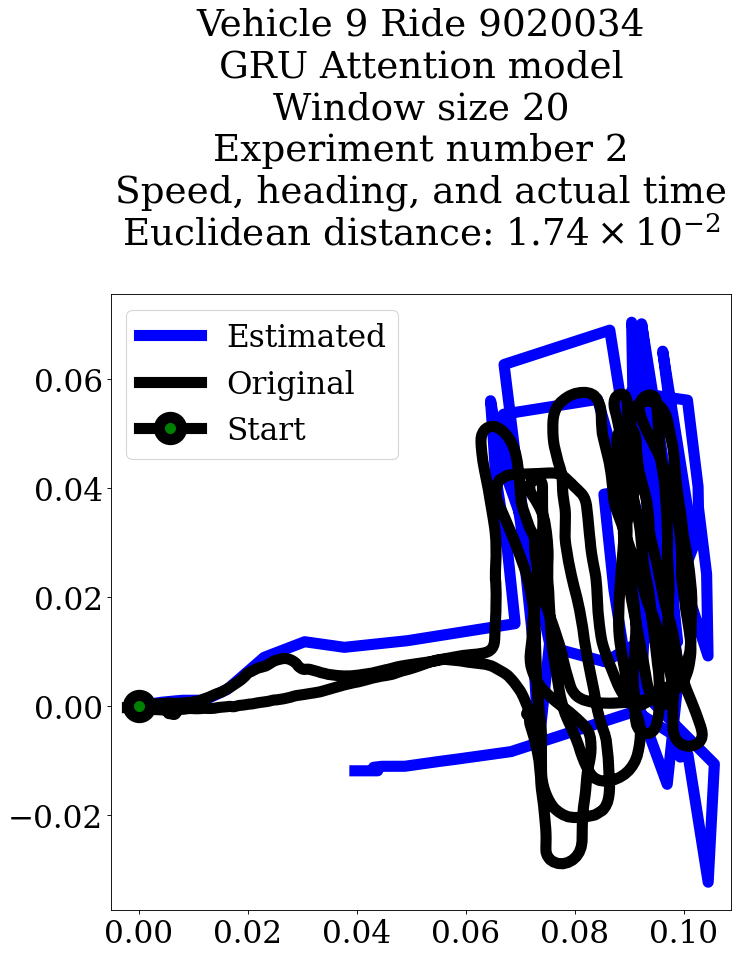 Vehicle 9 Ride 9020034
GRU Attention model
Window size 20
Experiment number 2
Speed, heading, and actual time
Euclidean distance: 1.74 × 10⁻²
Estimated
Original
Start
0.06
0.04
0.02
0.00
−0.02
0.00 0.02 0.04 0.06 0.08 0.10